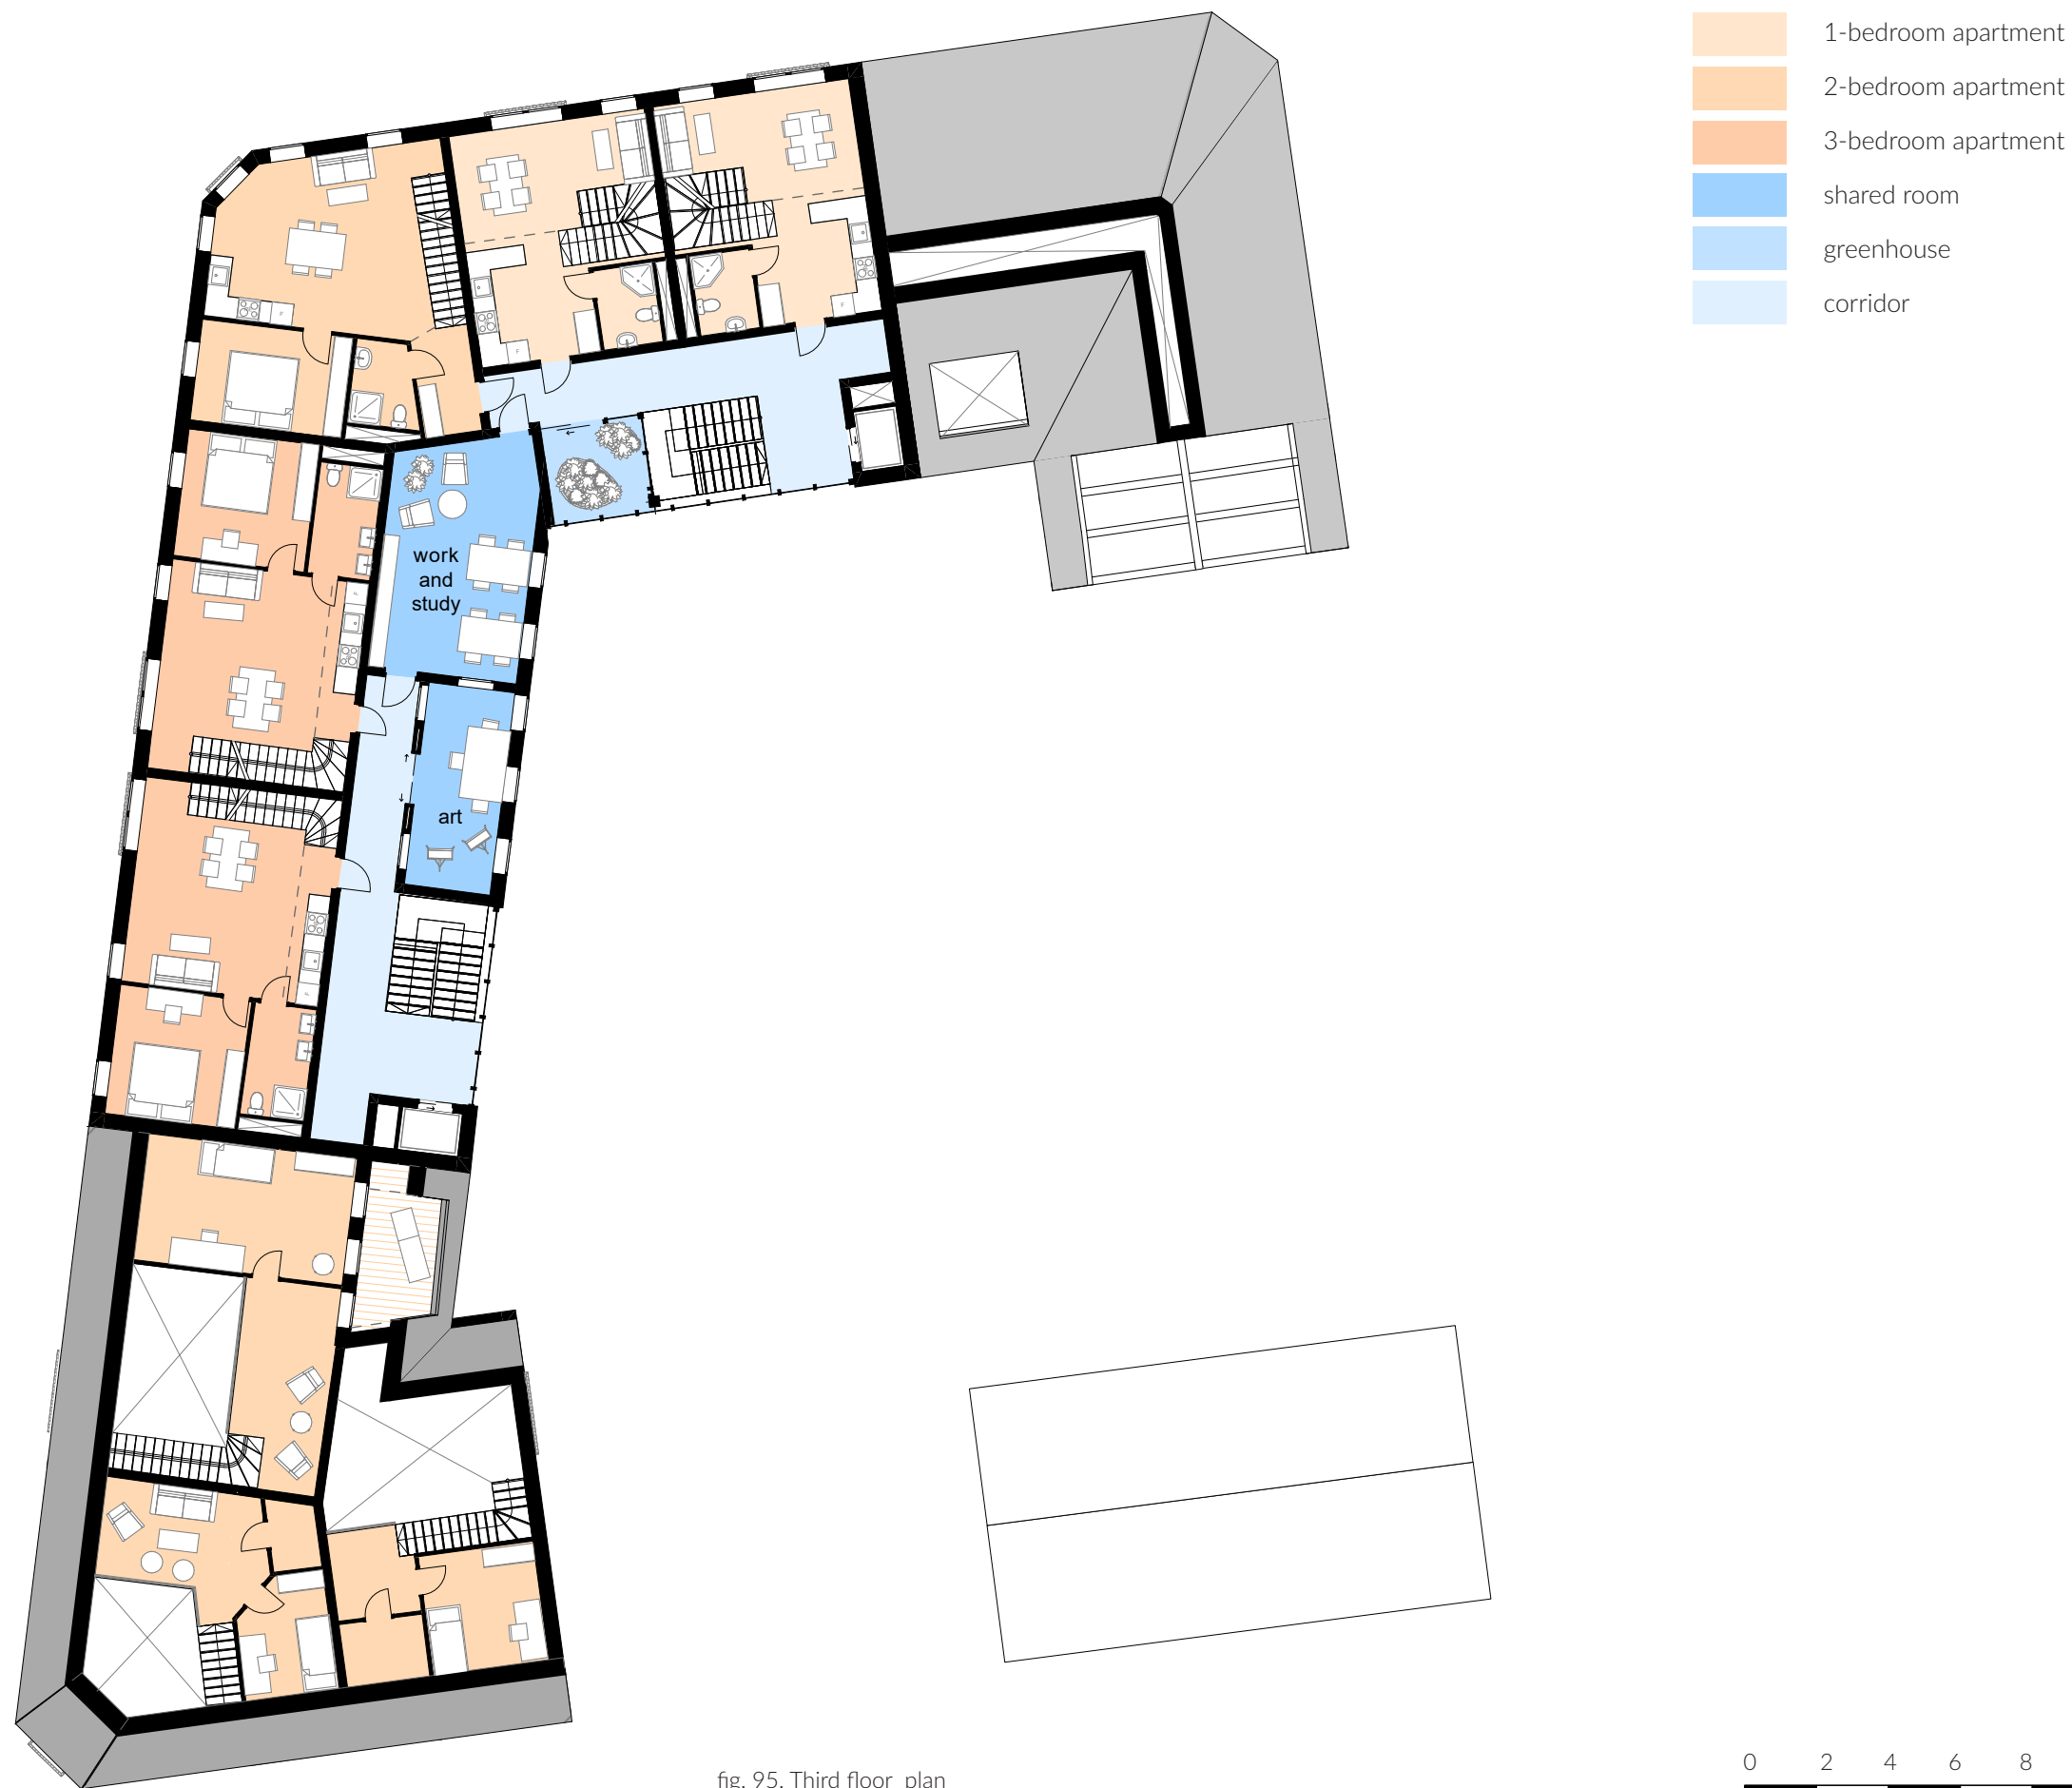 1-bedroom apartment
2-bedroom apartment
3-bedroom apartment
shared room
greenhouse
corridor
work
and
study
art
fig. 95. Third floor plan
0 2 4 6 8